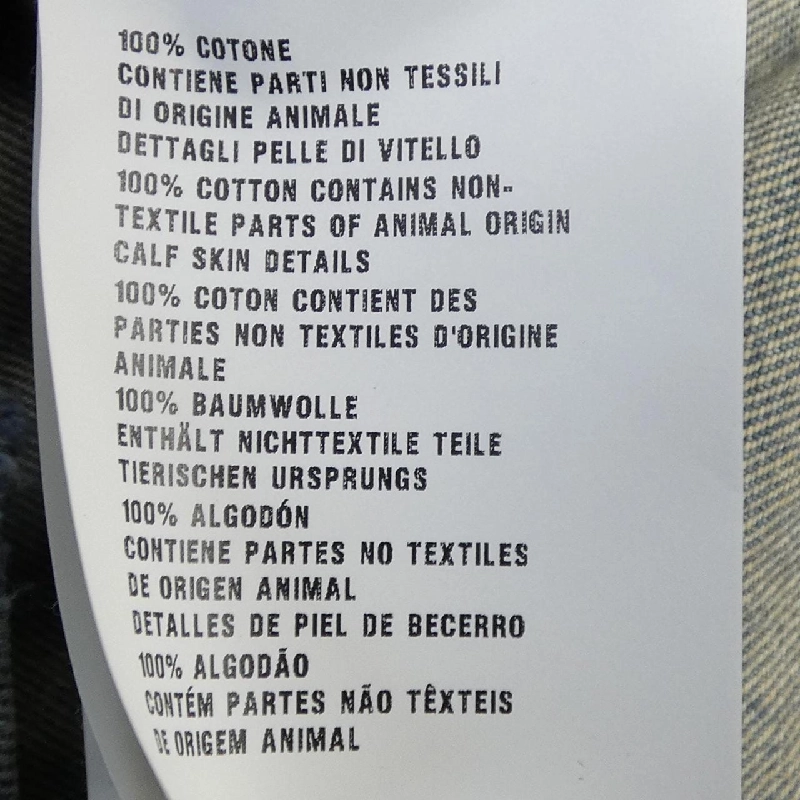 100% COTONE
CONTIENE PARTI NON TESSILI
DI ORIGINE ANIMALE
DETTAGLI PELLE DI VITELLO
100% COTTON CONTAINS NON-
TEXTILE PARTS OF ANIMAL ORIGIN
CALF SKIN DETAILS
100% COTON CONTIENT DES
PARTIES NON TEXTILES D'ORIGINE
ANIMALE
100% BAUMWOLLE
ENTHÄLT NICHTTEXTILE TEILE
TIERISCHEN URSPRUNGS
100% ALGODÓN
CONTIENE PARTES NO TEXTILES
DE ORIGEN ANIMAL
DETALLES DE PIEL DE BECERRO
100% ALGODÃO
CONTÉM PARTES NÃO TÊXTEIS
DE ORIGEM ANIMAL